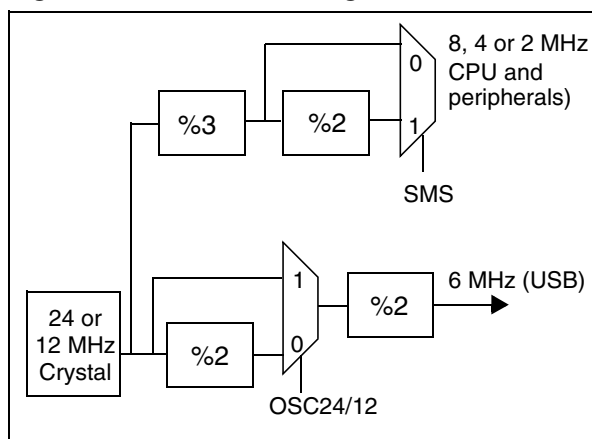 8, 4 or 2 MHz
CPU and
peripherals)
0
1
%3
%2
SMS
24 or
12 MHz
Crystal
%2
1
0
OSC24/12
%2
6 MHz (USB)